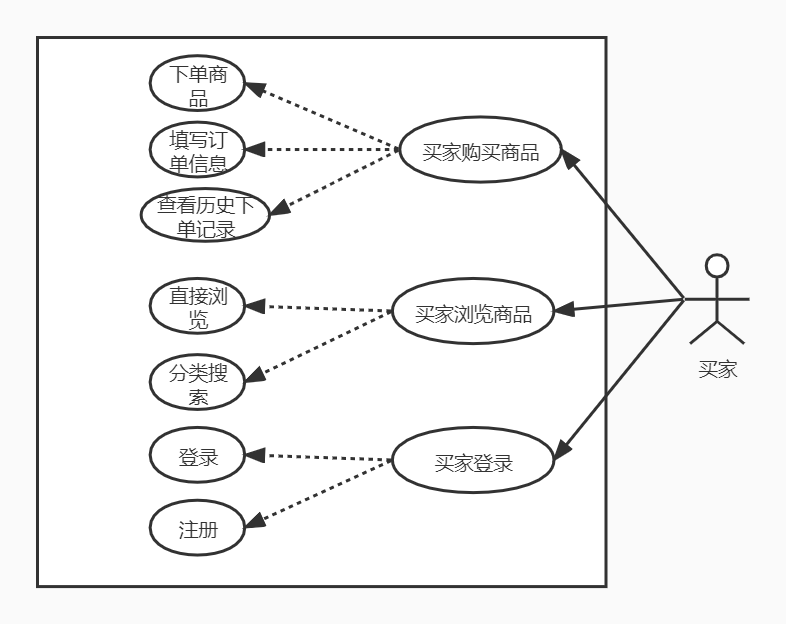 下单商
品
填写订
单信息
买家购买商品
查看历史下
单记录
直接浏
览
买家浏览商品
买家
分类搜
索
登录
买家登录
注册